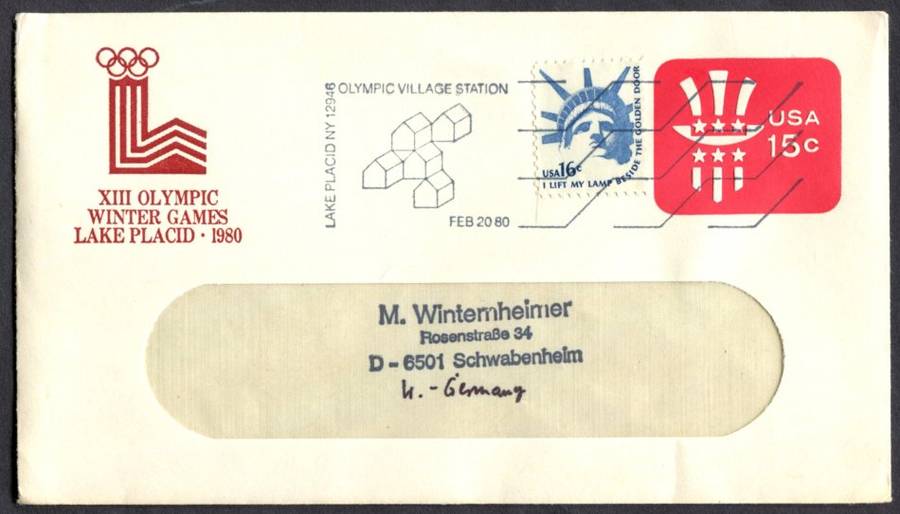 XIII OLYMPIC
WINTER GAMES
LAKE PLACID · 1980
LAKE PLACID NY 12946
OLYMPIC VILLAGE STATION
FEB 20 80
USA 16c
I LIFT MY LAMP BESIDE THE GOLDEN DOOR
USA
15c
M. Winternheimer
Rosenstraße 34
D-6501 Schwabenheim
W.-Germany